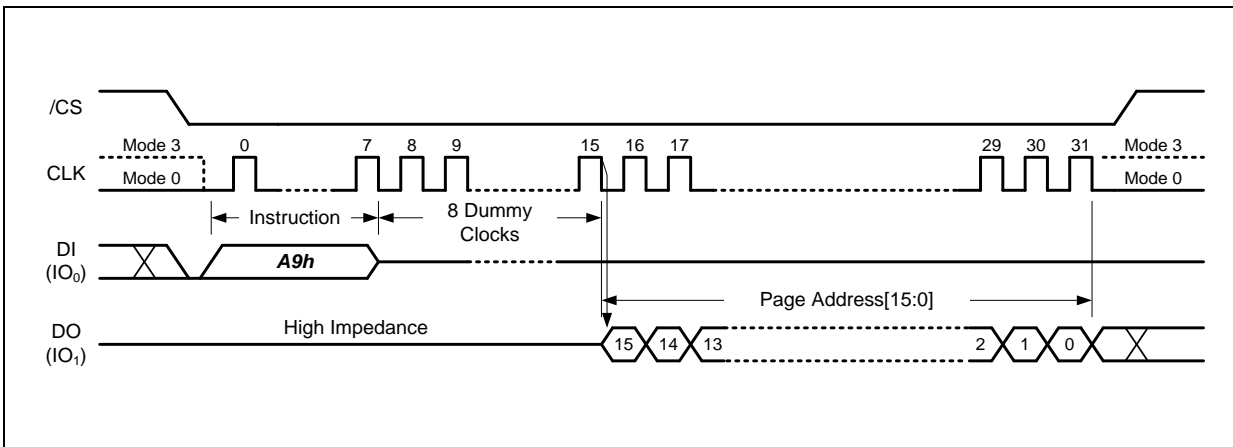 /CS
Mode 3 0 7 8 9 15 16 17 29 30 31 Mode 3
CLK
Mode 0 Mode 0
Instruction 8 Dummy
Clocks
DI
(IO0)
A9h
Page Address[15:0]
High Impedance
DO
(IO1)
15 14 13 2 1 0